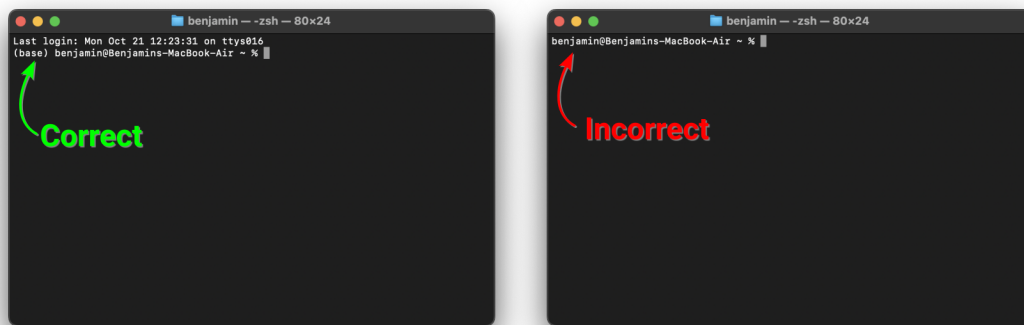 benjamin — -zsh — 80×24
Last login: Mon Oct 21 12:23:31 on ttys016
(base) benjamin@Benjamins-MacBook-Air ~ %
Correct
benjamin — -zsh — 80×24
benjamin@Benjamins-MacBook-Air ~ %
Incorrect